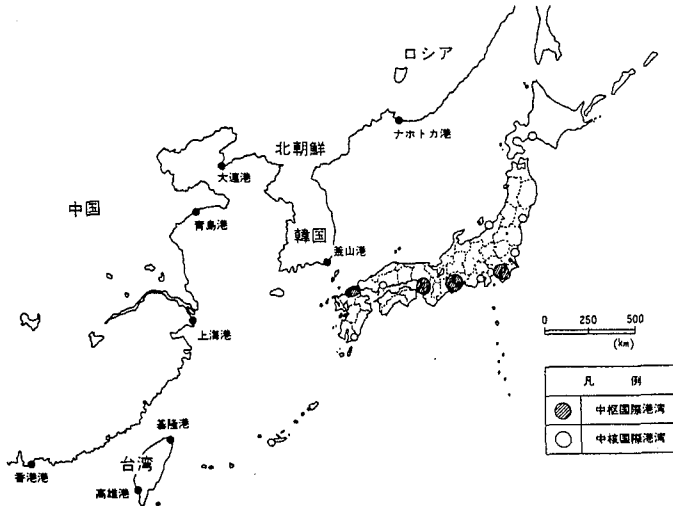 ロシア
ナホトカ港
北朝鮮
大連港
中国
青島港
韓国
釜山港
上海港
0 250 500
(km)
凡例
中枢国際港湾
中核国際港湾
基隆港
台湾
香港港
高雄港